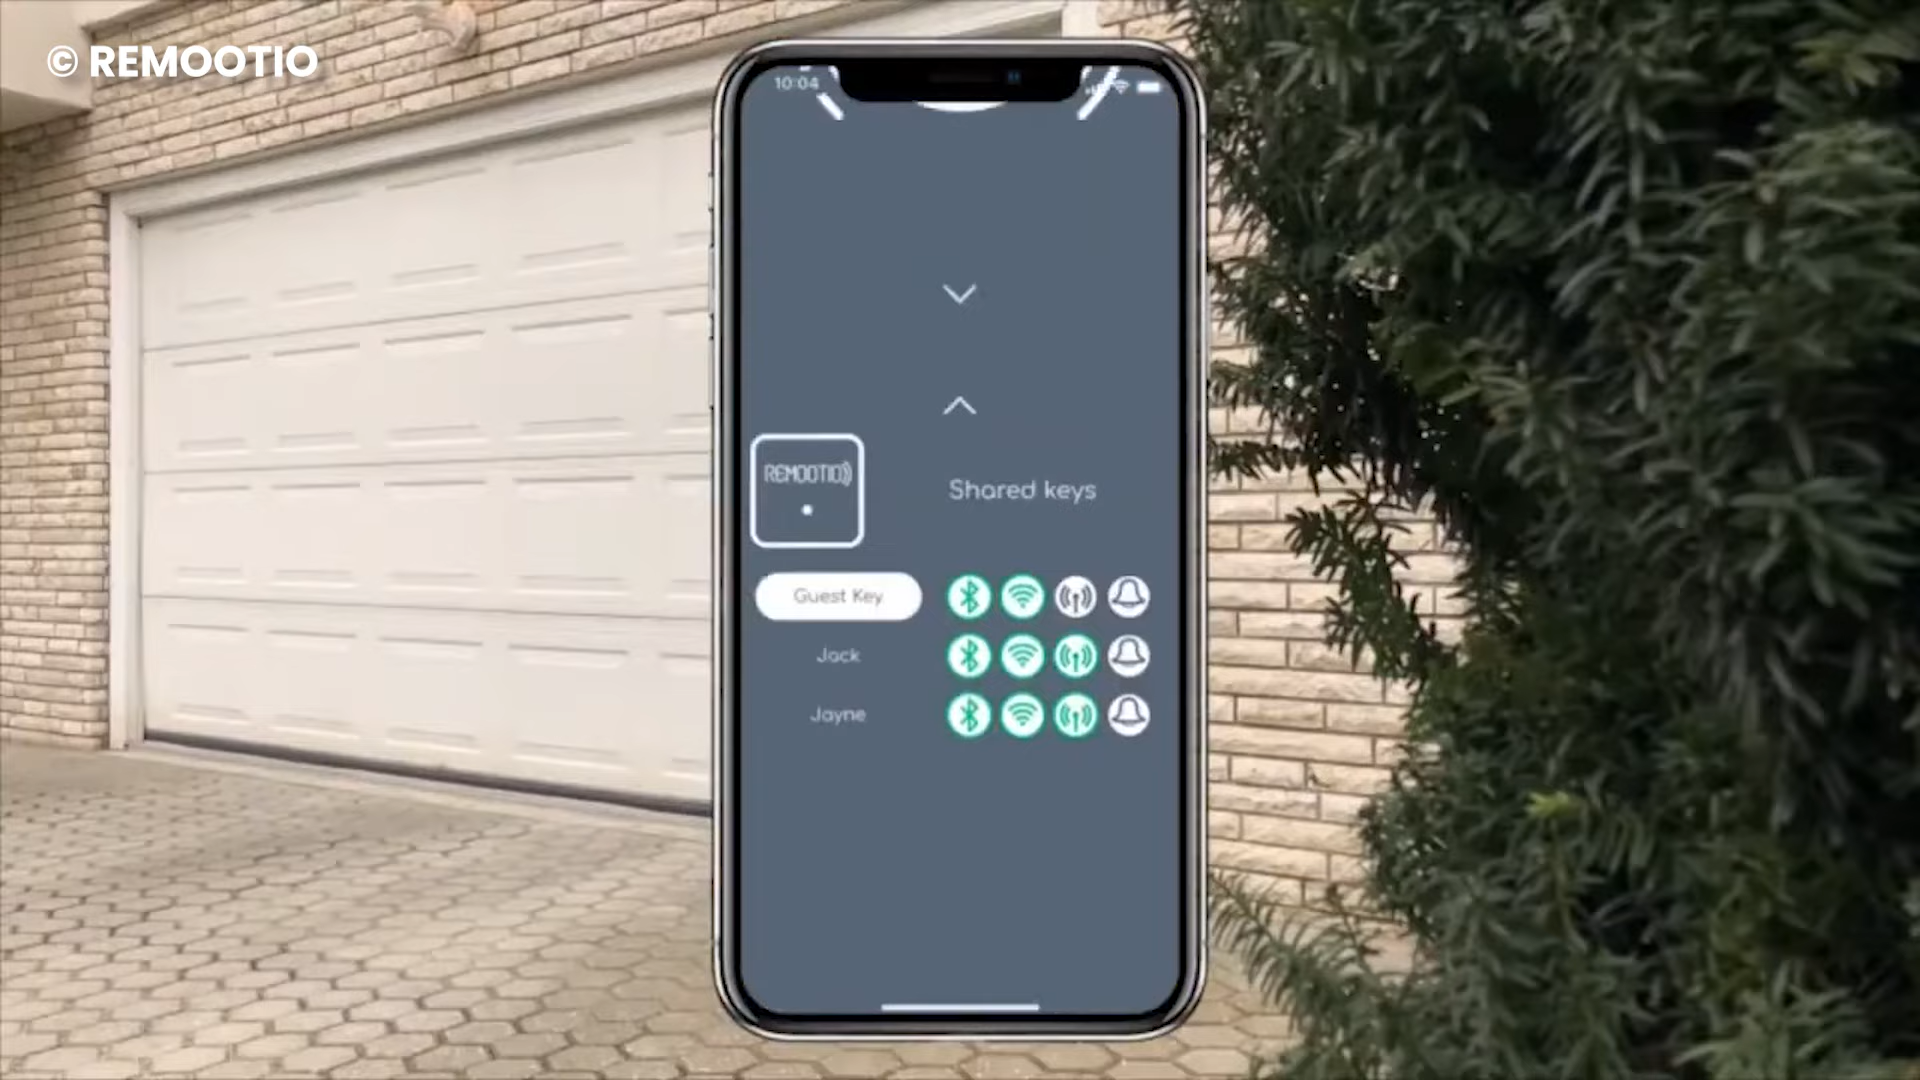 © REMOOTIO
10:04
REMOOTIO
Shared keys
Guest Key
Jack
Jayne